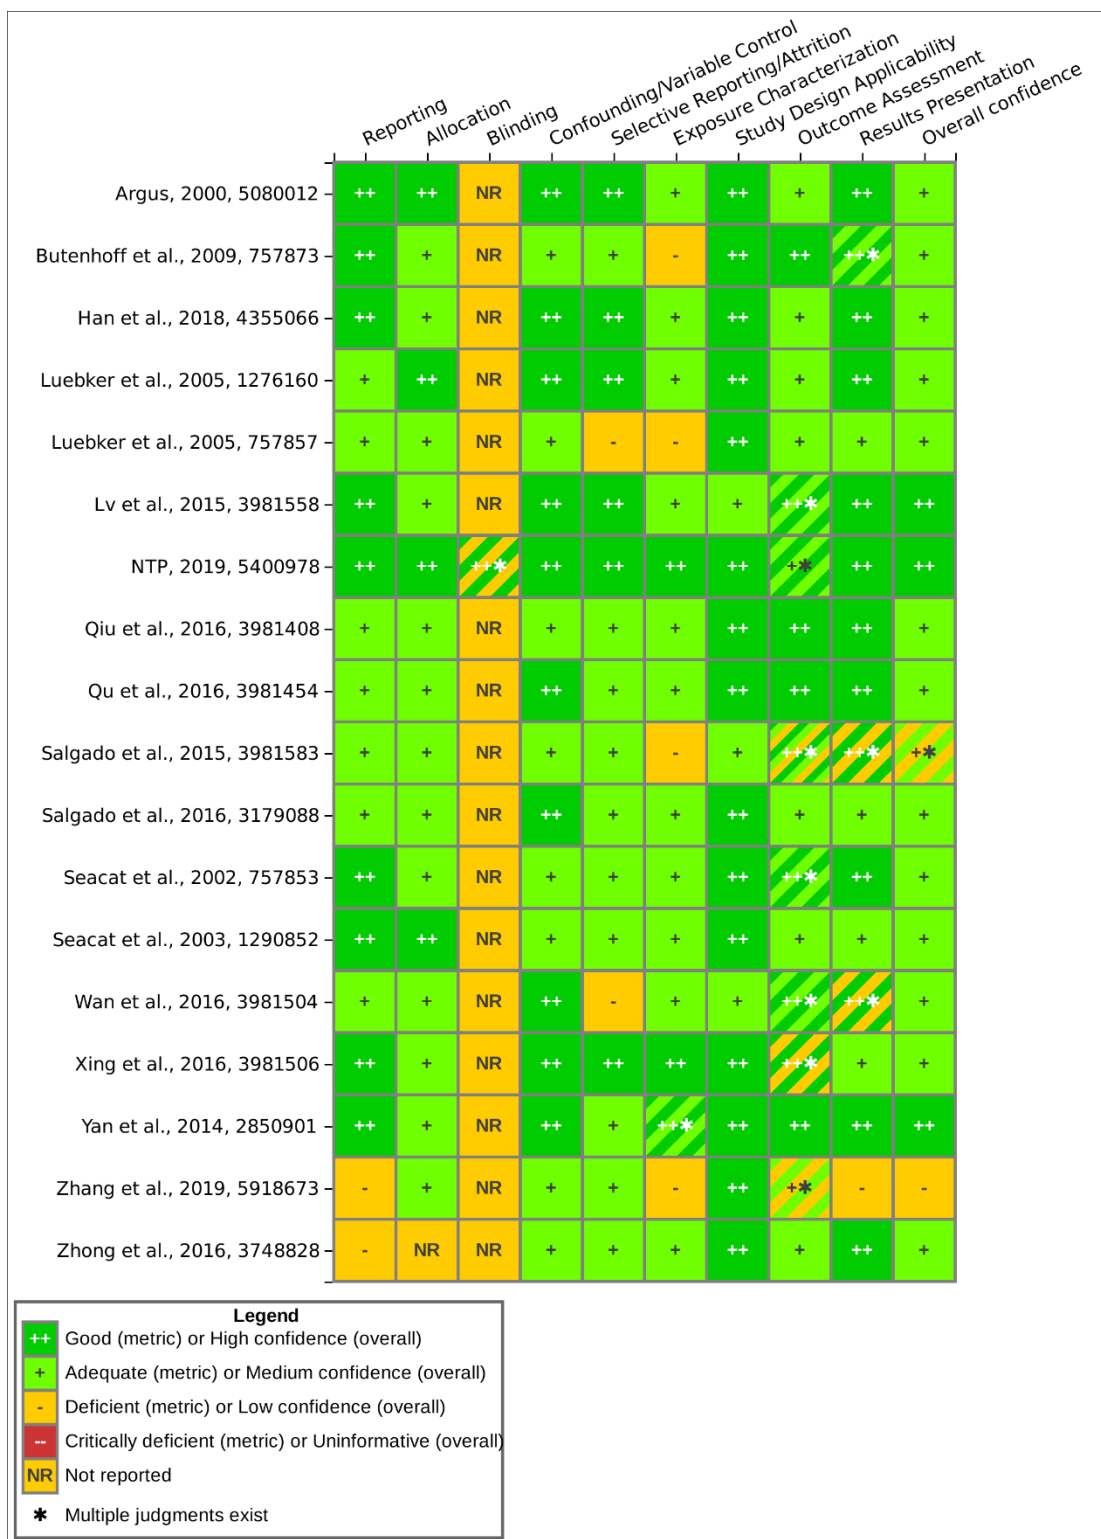 Reporting
Allocation
Blinding
Confounding/Variable Control
Selective Reporting/Attrition
Exposure Characterization
Study Design Applicability
Outcome Assessment
Results Presentation
Overall confidence
Argus, 2000, 5080012 ++ ++ NR ++ ++ + ++ + ++ +
Butenhoff et al., 2009, 757873 ++ + NR + + - ++ ++ ++✱ +
Han et al., 2018, 4355066 ++ + NR ++ ++ + ++ + ++ +
Luebker et al., 2005, 1276160 + ++ NR ++ ++ + ++ + ++ +
Luebker et al., 2005, 757857 + + NR + - - ++ + + +
Lv et al., 2015, 3981558 ++ + NR ++ ++ + + ++✱ ++ ++
NTP, 2019, 5400978 ++ ++ ++✱ ++ ++ ++ ++ +✱ ++ ++
Qiu et al., 2016, 3981408 + + NR + + + ++ ++ ++ +
Qu et al., 2016, 3981454 + + NR ++ + + ++ ++ ++ +
Salgado et al., 2015, 3981583 + + NR + + - + ++✱ ++✱ +✱
Salgado et al., 2016, 3179088 + + NR ++ + + ++ + + +
Seacat et al., 2002, 757853 ++ + NR + + + ++ ++✱ ++ +
Seacat et al., 2003, 1290852 ++ ++ NR + + + ++ + + +
Wan et al., 2016, 3981504 + + NR ++ - + + ++✱ ++✱ +
Xing et al., 2016, 3981506 ++ + NR ++ ++ ++ ++ ++✱ + +
Yan et al., 2014, 2850901 ++ + NR ++ + ++✱ ++ ++ ++ ++
Zhang et al., 2019, 5918673 - + NR + + - ++ +✱ - -
Zhong et al., 2016, 3748828 - NR NR + + + ++ + ++ +
Legend
++ Good (metric) or High confidence (overall)
+ Adequate (metric) or Medium confidence (overall)
- Deficient (metric) or Low confidence (overall)
-- Critically deficient (metric) or Uninformative (overall)
NR Not reported
✱ Multiple judgments exist